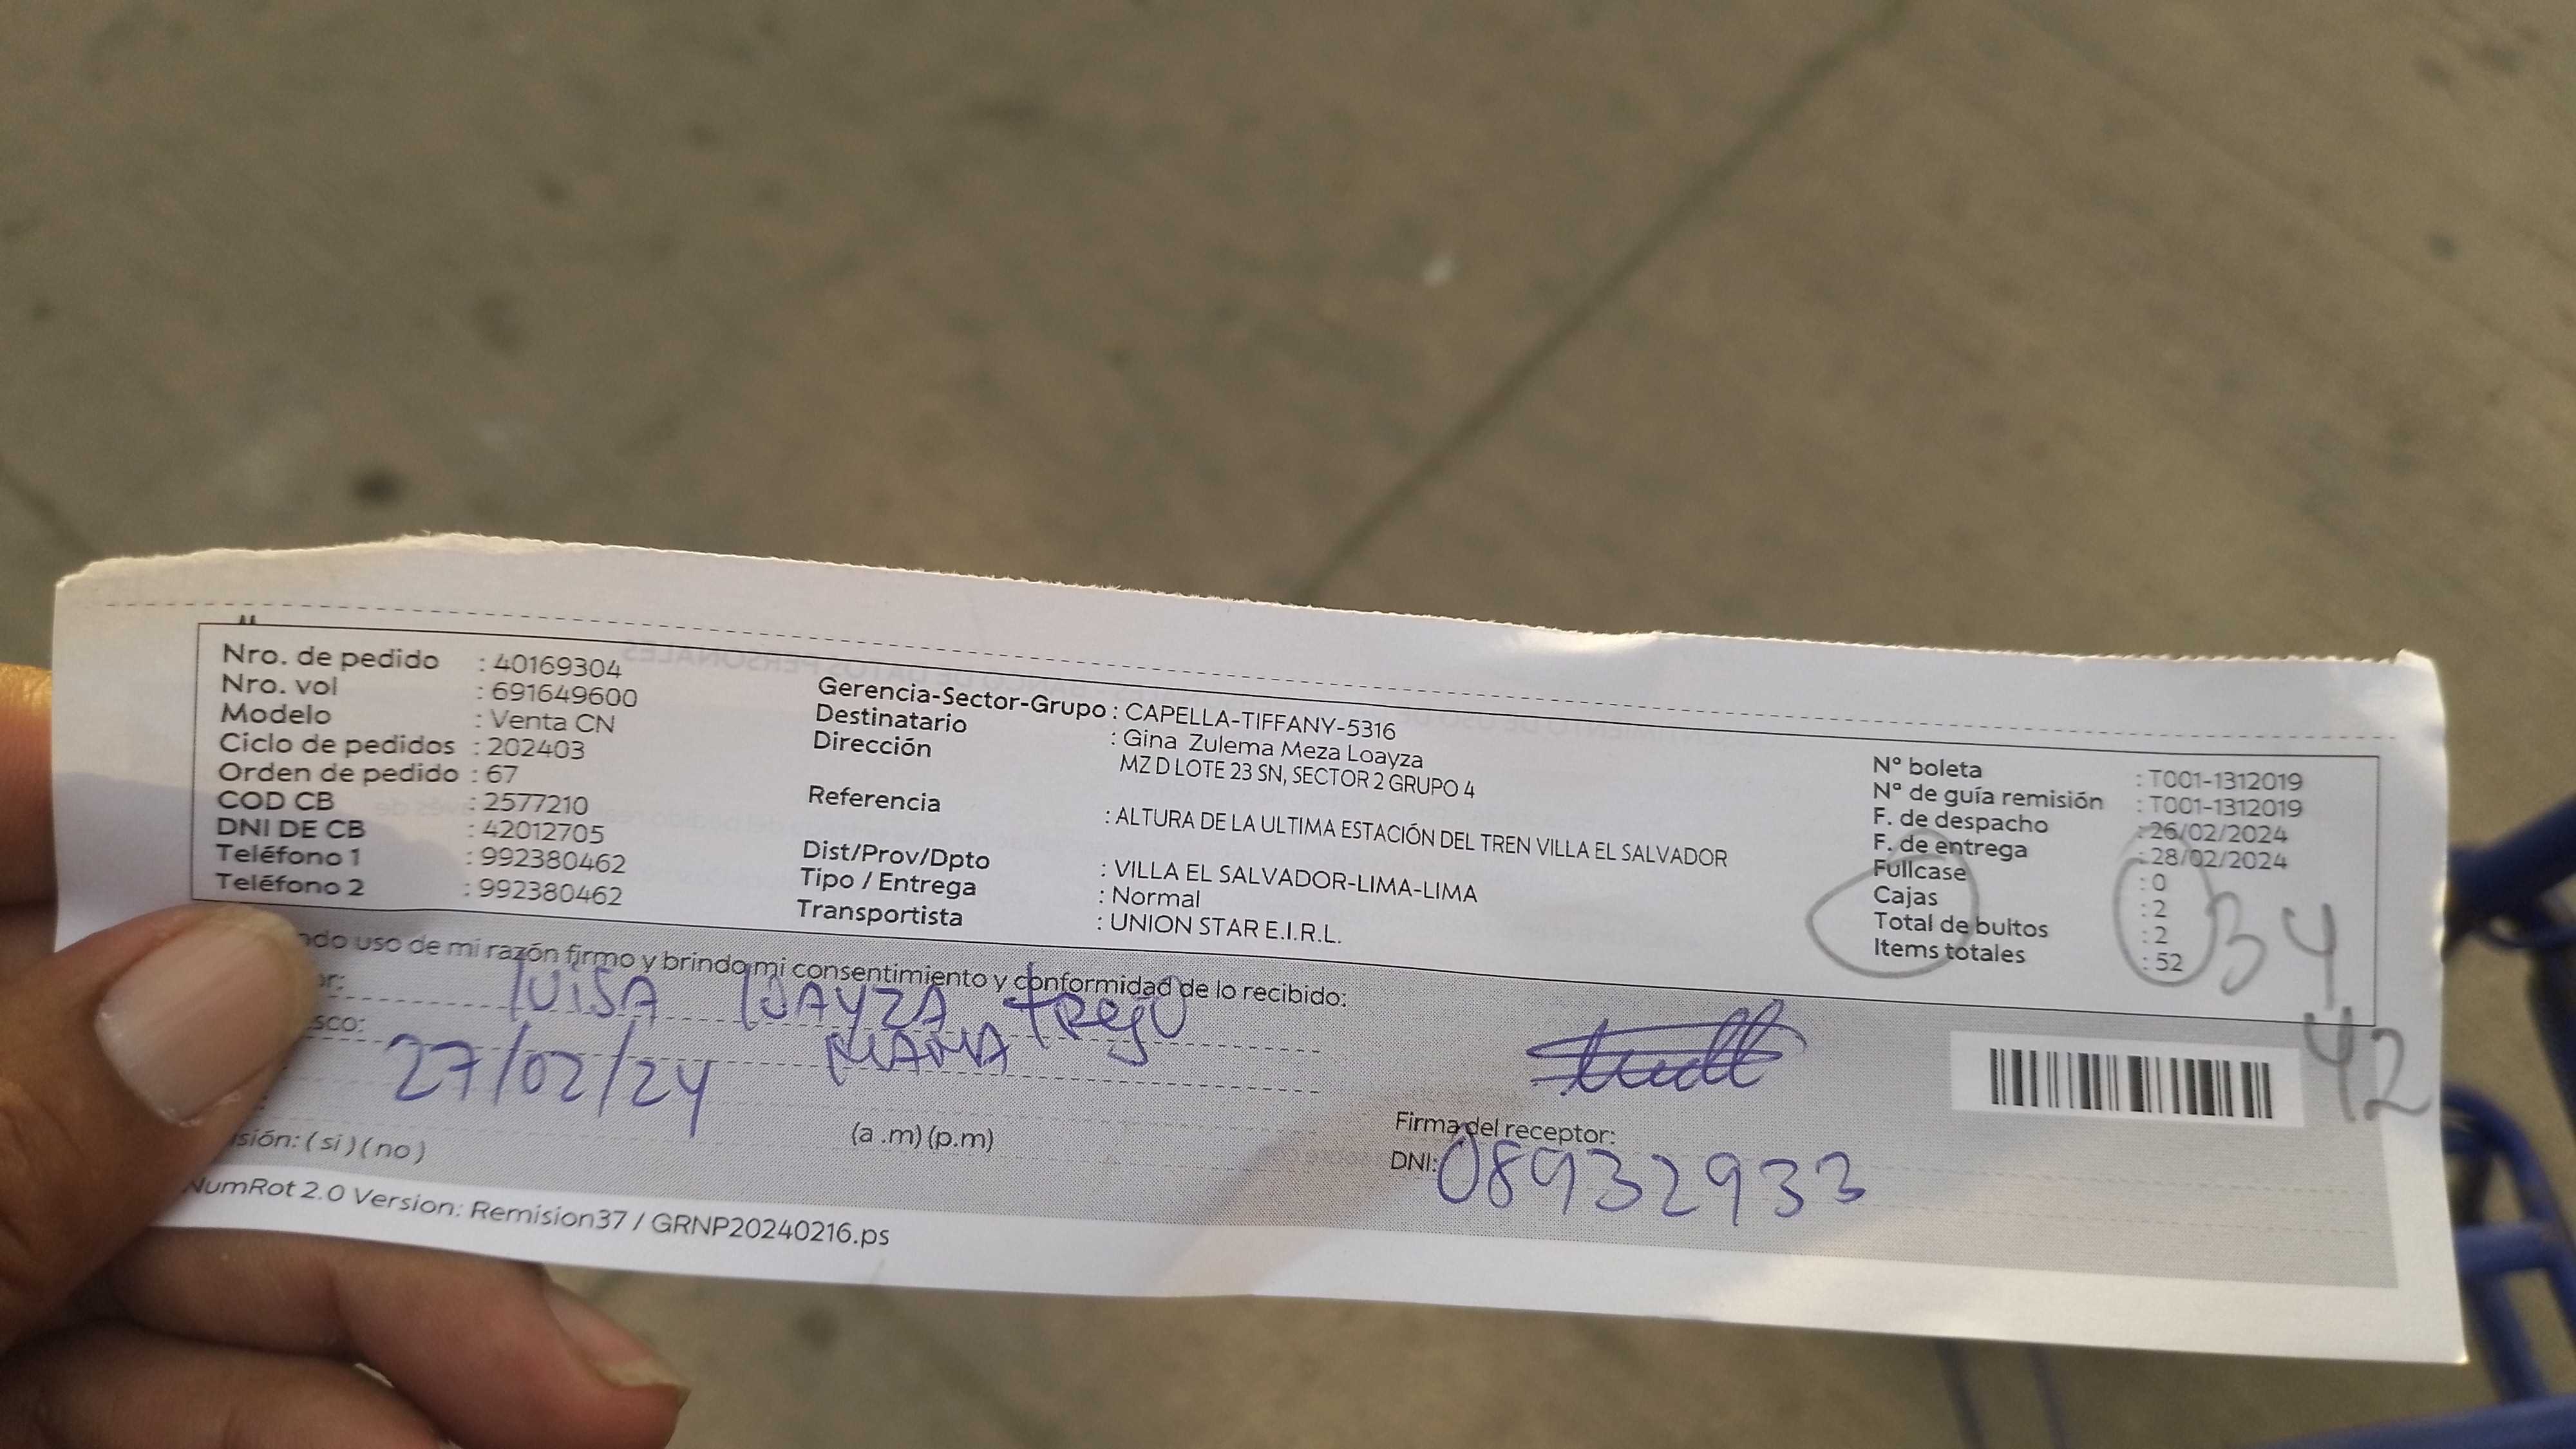 Nro. de pedido : 40169304
Nro. vol : 691649600
Modelo : Venta CN
Ciclo de pedidos : 202403
Orden de pedido : 67
COD CB : 2577210
DNI DE CB : 42012705
Teléfono 1 : 992380462
Teléfono 2 : 992380462
Gerencia-Sector-Grupo : CAPELLA-TIFFANY-5316
Destinatario : Gina Zulema Meza Loayza
Dirección MZ D LOTE 23 SN, SECTOR 2 GRUPO 4
Referencia : ALTURA DE LA ULTIMA ESTACIÓN DEL TREN VILLA EL SALVADOR
Dist/Prov/Dpto : VILLA EL SALVADOR-LIMA-LIMA
Tipo / Entrega : Normal
Transportista : UNION STAR E.I.R.L.
N° boleta : T001-1312019
N° de guía remisión : T001-1312019
F. de despacho : 26/02/2024
F. de entrega : 28/02/2024
Fullcase : 0
Cajas : 2
Total de bultos : 2
Items totales : 52
34
42
uso de mi razón firmo y brindo mi consentimiento y conformidad de lo recibido:
LUISA LOAYZA trejo
MAMA
27/02/24
(a .m) (p.m)
( si ) ( no )
Firma del receptor:
DNI: 08932933
NumRot 2.0 Version: Remision37 / GRNP20240216.ps